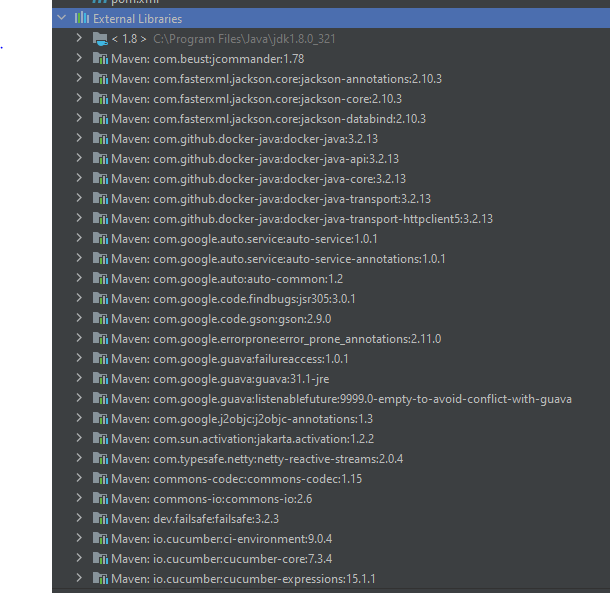 pom.xml
External Libraries
< 1.8 > C:\Program Files\Java\jdk1.8.0_321
Maven: com.beust:jcommander:1.78
Maven: com.fasterxml.jackson.core:jackson-annotations:2.10.3
Maven: com.fasterxml.jackson.core:jackson-core:2.10.3
Maven: com.fasterxml.jackson.core:jackson-databind:2.10.3
Maven: com.github.docker-java:docker-java:3.2.13
Maven: com.github.docker-java:docker-java-api:3.2.13
Maven: com.github.docker-java:docker-java-core:3.2.13
Maven: com.github.docker-java:docker-java-transport:3.2.13
Maven: com.github.docker-java:docker-java-transport-httpclient5:3.2.13
Maven: com.google.auto.service:auto-service:1.0.1
Maven: com.google.auto.service:auto-service-annotations:1.0.1
Maven: com.google.auto:auto-common:1.2
Maven: com.google.code.findbugs:jsr305:3.0.1
Maven: com.google.code.gson:gson:2.9.0
Maven: com.google.errorprone:error_prone_annotations:2.11.0
Maven: com.google.guava:failureaccess:1.0.1
Maven: com.google.guava:guava:31.1-jre
Maven: com.google.guava:listenablefuture:9999.0-empty-to-avoid-conflict-with-guava
Maven: com.google.j2objc:j2objc-annotations:1.3
Maven: com.sun.activation:jakarta.activation:1.2.2
Maven: com.typesafe.netty:netty-reactive-streams:2.0.4
Maven: commons-codec:commons-codec:1.15
Maven: commons-io:commons-io:2.6
Maven: dev.failsafe:failsafe:3.2.3
Maven: io.cucumber:ci-environment:9.0.4
Maven: io.cucumber:cucumber-core:7.3.4
Maven: io.cucumber:cucumber-expressions:15.1.1